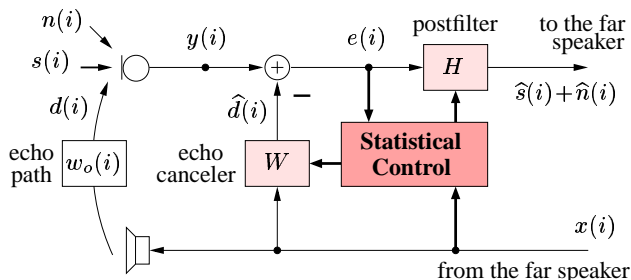 n(i)
s(i)
d(i)
y(i)
e(i)
postfilter
to the far
speaker
+
−
H
ŝ(i)+n̂(i)
d̂(i)
echo
path
w_o(i)
echo
canceler
W
Statistical
Control
x(i)
from the far speaker